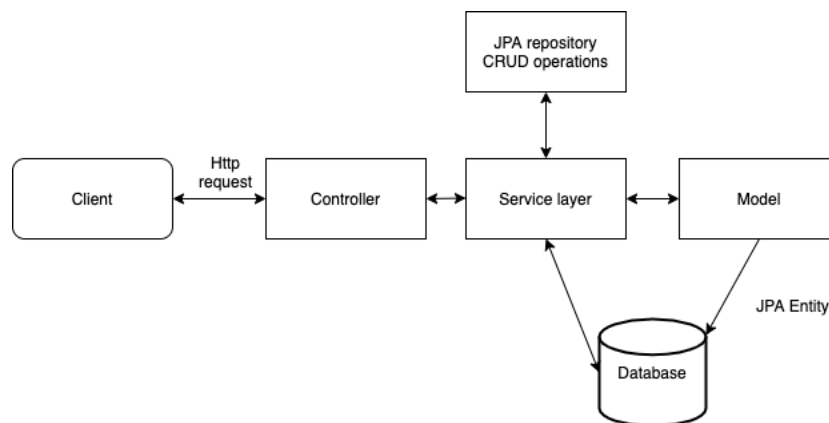 JPA repository
CRUD operations
Http
request
Client
Controller
Service layer
Model
JPA Entity
Database